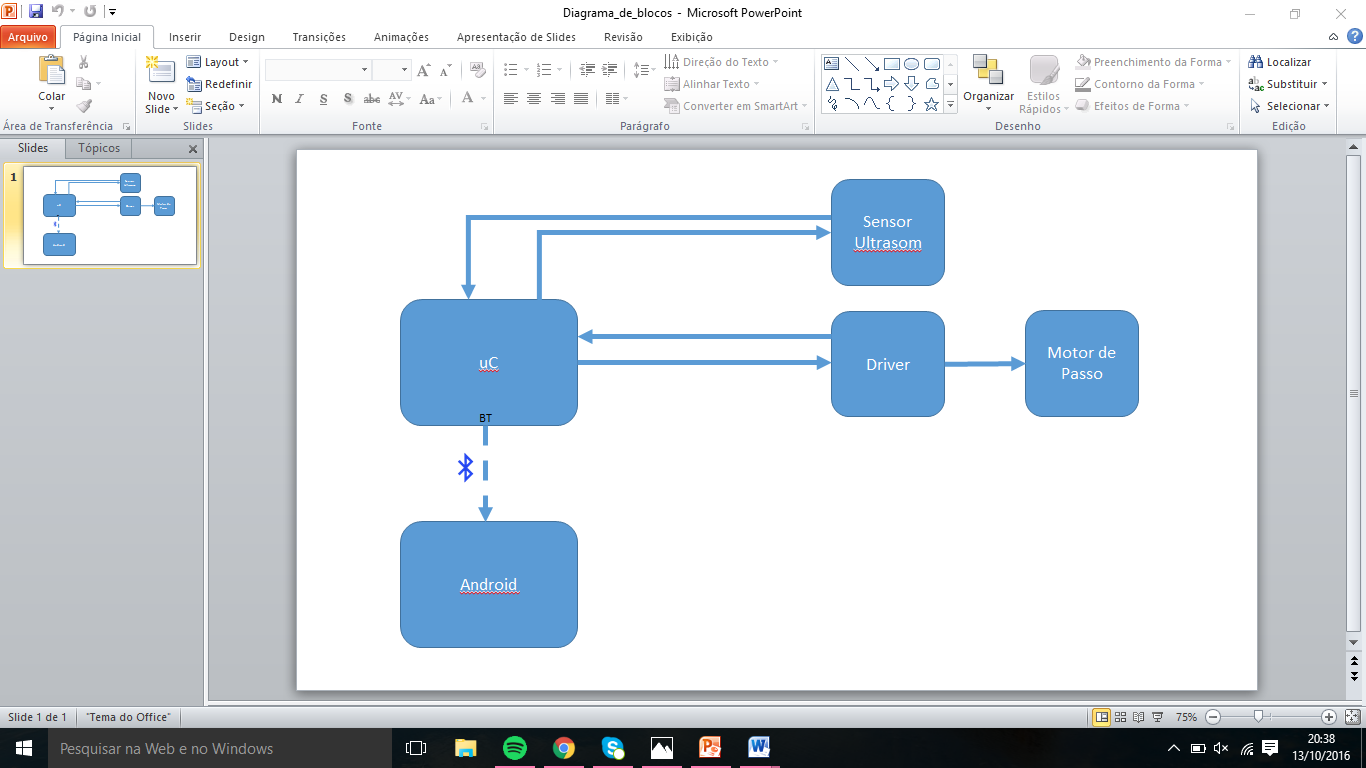 Diagrama_de_blocos - Microsoft PowerPoint
Arquivo
Página Inicial
Inserir
Design
Transições
Animações
Apresentação de Slides
Revisão
Exibição
Colar
Área de Transferência
Novo
Slide
Layout
Redefinir
Seção
Slides
N I S S abc AV Aa A
Fonte
Direção do Texto
Alinhar Texto
Converter em SmartArt
Parágrafo
Organizar
Estilos
Rápidos
Preenchimento da Forma
Contorno da Forma
Efeitos de Forma
Desenho
Localizar
Substituir
Selecionar
Edição
Slides
Tópicos
1
Sensor
Ultrasom
uC
BT
Driver
Motor de
Passo
Android
Slide 1 de 1
"Tema do Office"
75%
Pesquisar na Web e no Windows
20:38
13/10/2016